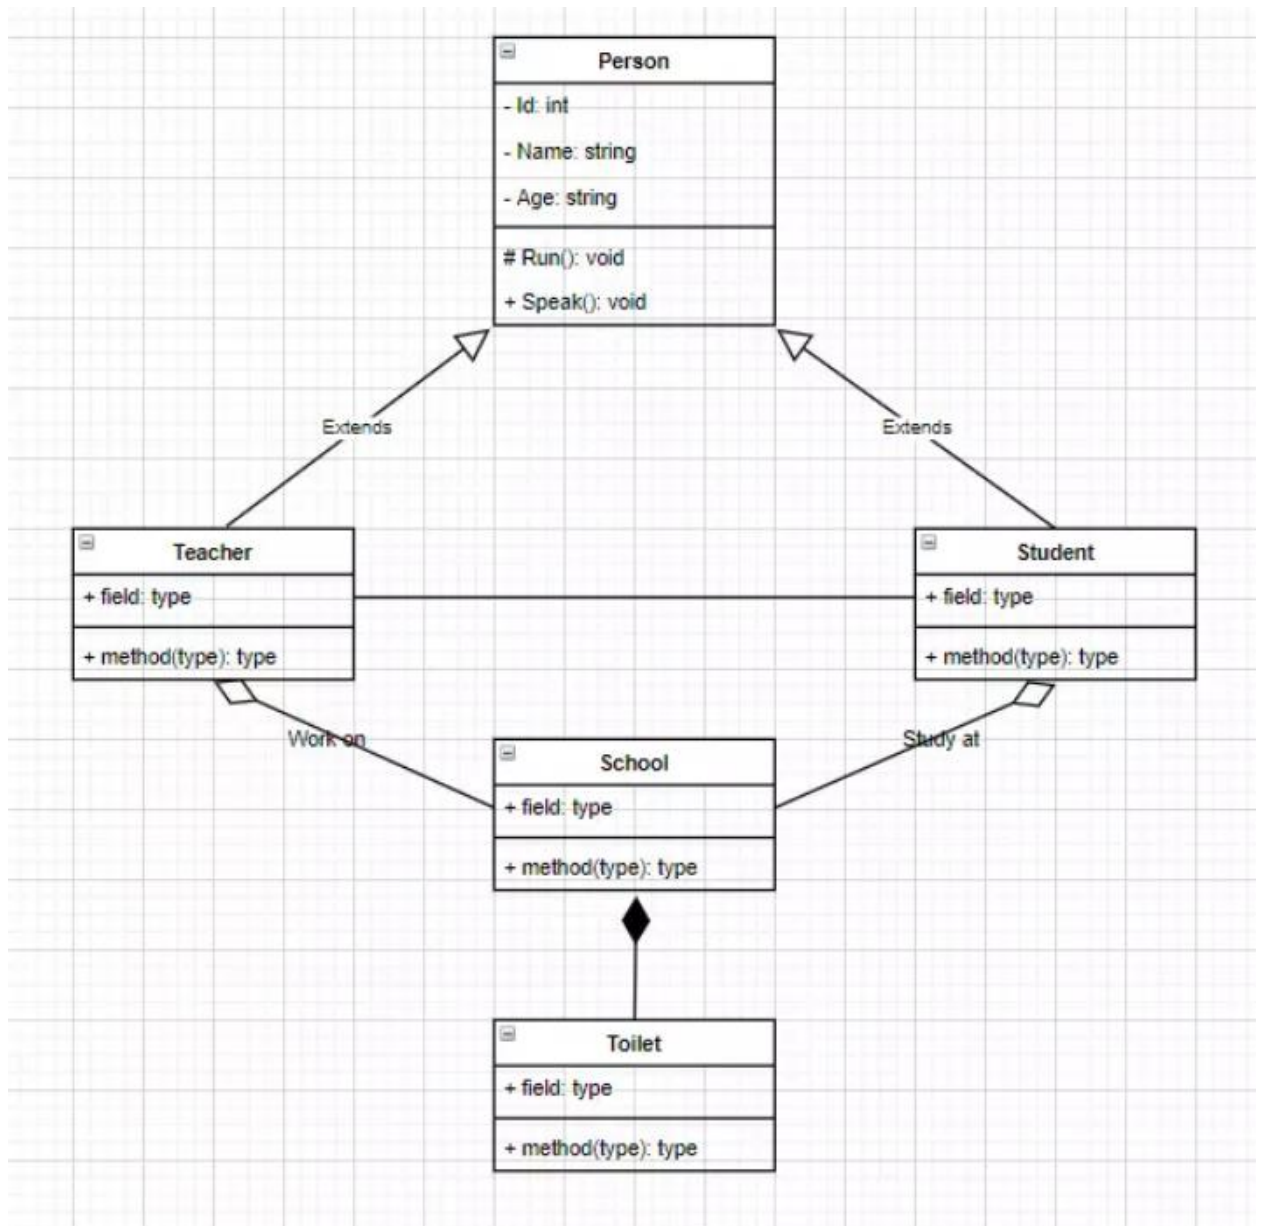 Person
- Id: int
- Name: string
- Age: string
# Run(): void
+ Speak(): void
Extends
Extends
Teacher
+ field: type
+ method(type): type
Student
+ field: type
+ method(type): type
Work on
Study at
School
+ field: type
+ method(type): type
Toilet
+ field: type
+ method(type): type